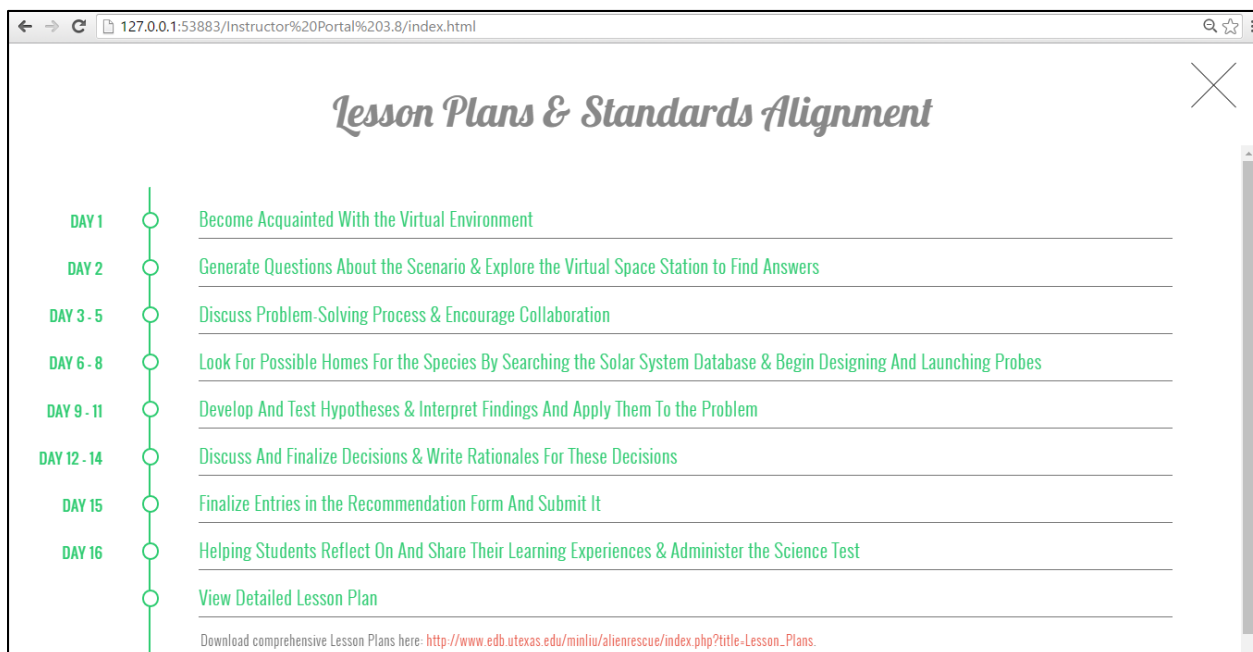 127.0.0.1:53883/Instructor%20Portal%203.8/index.html
Lesson Plans & Standards Alignment
DAY 1 Become Acquainted With the Virtual Environment
DAY 2 Generate Questions About the Scenario & Explore the Virtual Space Station to Find Answers
DAY 3 - 5 Discuss Problem-Solving Process & Encourage Collaboration
DAY 6 - 8 Look For Possible Homes For the Species By Searching the Solar System Database & Begin Designing And Launching Probes
DAY 9 - 11 Develop And Test Hypotheses & Interpret Findings And Apply Them To the Problem
DAY 12 - 14 Discuss And Finalize Decisions & Write Rationales For These Decisions
DAY 15 Finalize Entries in the Recommendation Form And Submit It
DAY 16 Helping Students Reflect On And Share Their Learning Experiences & Administer the Science Test
View Detailed Lesson Plan
Download comprehensive Lesson Plans here: http://www.edb.utexas.edu/minliu/alienrescue/index.php?title=Lesson_Plans.